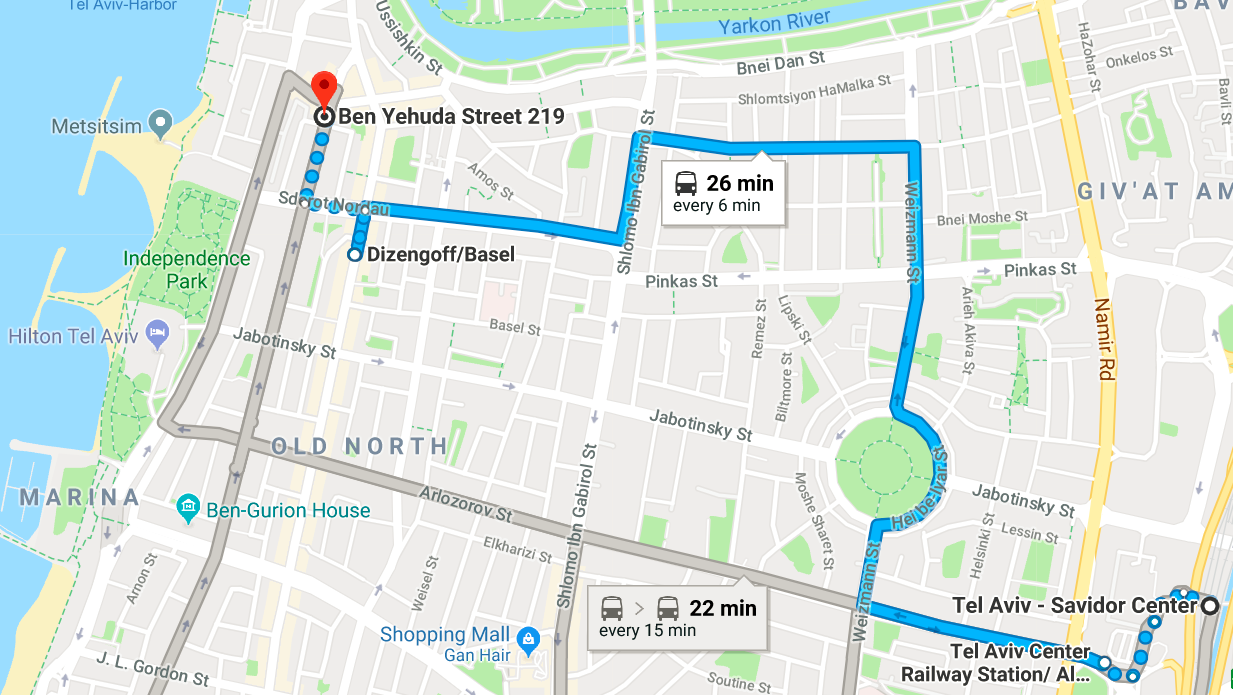 Tel Aviv-Harbor
Ussishkin St
Yarkon River
BAV
Bnei Dan St
HaZohar St
Onkelos St
Bavli St
Shlomtsiyon HaMalka St
Metsitsim
Ben Yehuda Street 219
Shlomo Ibn Gabirol St
26 min
every 6 min
Amos St
Sderot Nordau
Weizmann St
GIV'AT AM
Bnei Moshe St
Independence
Park
Dizengoff/Basel
Pinkas St
Pinkas St
Hilton Tel Aviv
Basel St
Remez St
Lipski St
Arieh Akiva St
Namir Rd
Jabotinsky St
Biltmore St
Jabotinsky St
OLD NORTH
MARINA
Arlozorov St
Shlomo Ibn Gabirol St
Moshe Sharet St
Hei be-Iyar St
Jabotinsky St
Ben-Gurion House
Elkharizi St
Helsinki St
Lessin St
Arnon St
Weisel St
Weizmann St
22 min
every 15 min
Tel Aviv - Savidor Center
Shopping Mall
Gan Hair
Tel Aviv Center
Railway Station/ Al...
J. L. Gordon St
Soutine St